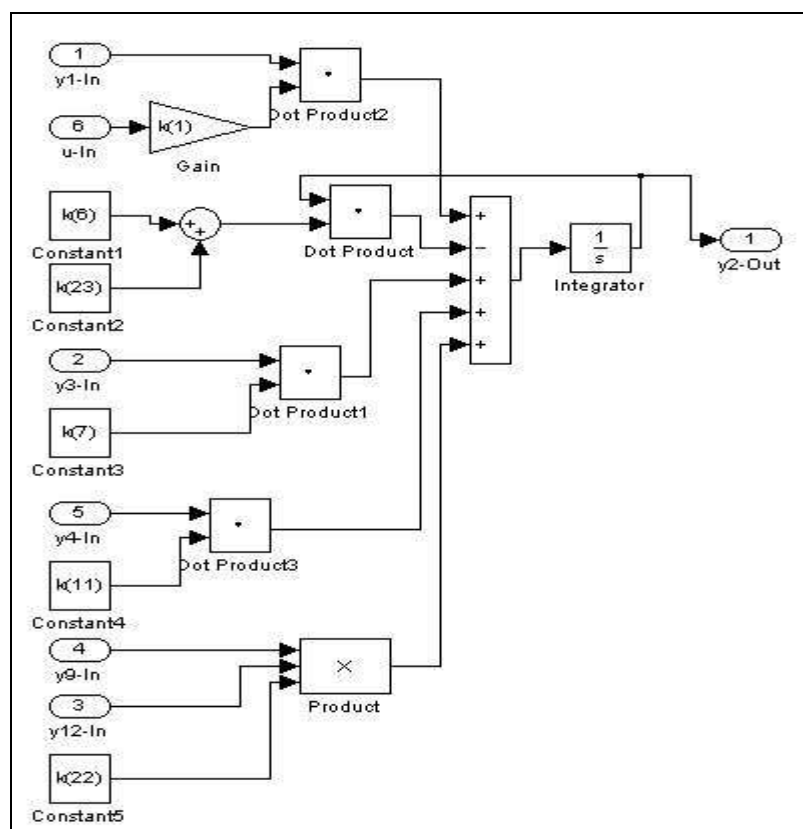 1
y1-In
6
u-In
k(1)
Gain
Dot Product2
k(6)
Constant1
k(23)
Constant2
+
+
Dot Product
+
−
+
+
+
1
s
Integrator
1
y2-Out
2
y3-In
k(7)
Constant3
Dot Product1
5
y4-In
k(11)
Constant4
Dot Product3
4
y9-In
3
y12-In
k(22)
Constant5
×
Product